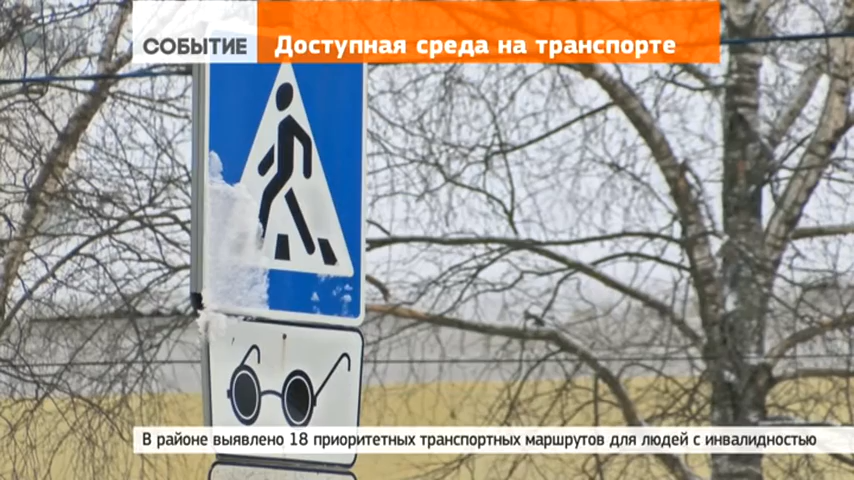 СОБЫТИЕ Доступная среда на транспорте
В районе выявлено 18 приоритетных транспортных маршрутов для людей с инвалидностью